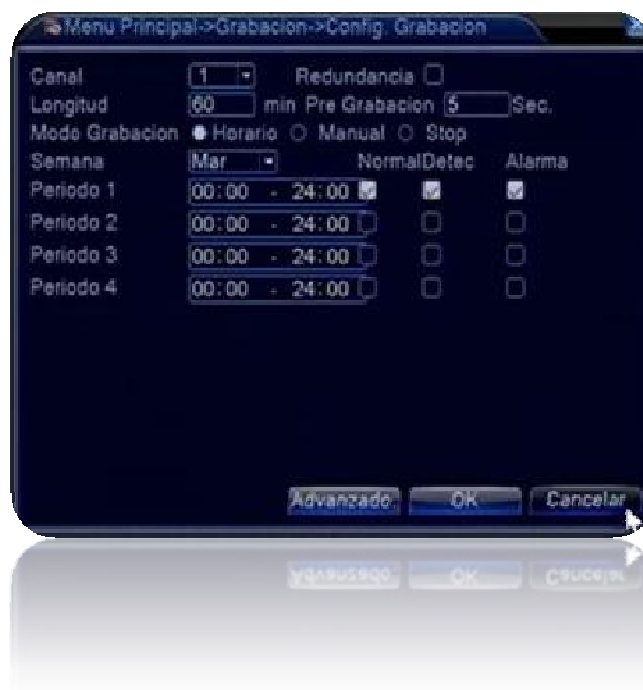 Menu Principal->Grabacion->Config. Grabacion
Canal 1 Redundancia
Longitud 60 min Pre Grabacion 5 Sec.
Modo Grabacion Horario Manual Stop
Semana Mar Normal Detec Alarma
Periodo 1 00:00 - 24:00
Periodo 2 00:00 - 24:00
Periodo 3 00:00 - 24:00
Periodo 4 00:00 - 24:00
Advanzado OK Cancelar